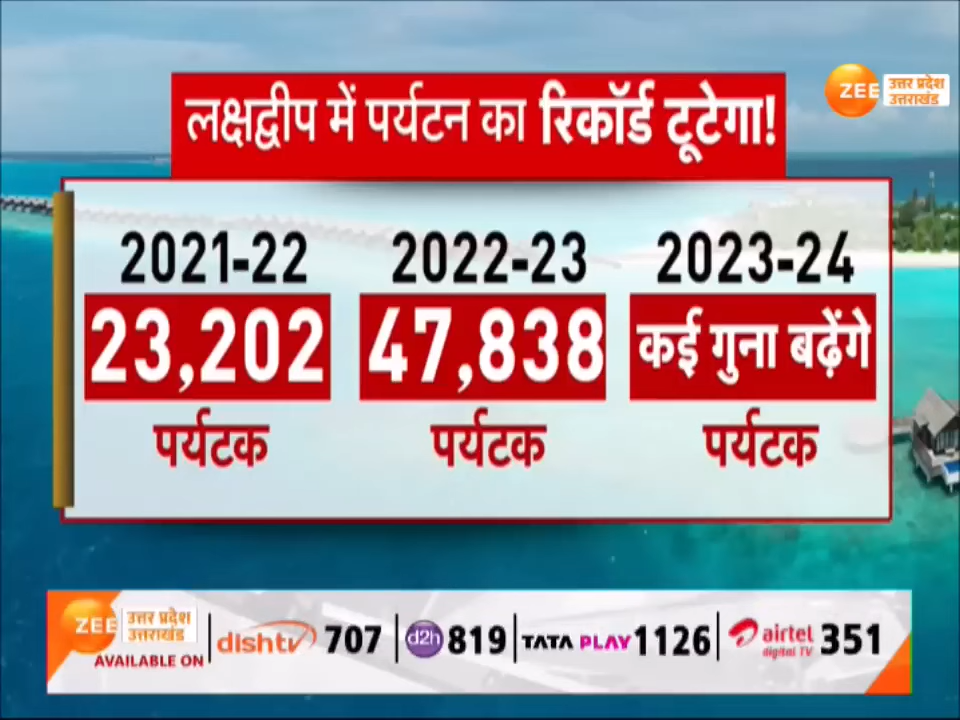 लक्षद्वीप में पर्यटन का रिकॉर्ड टूटेगा!
ZEE उत्तर प्रदेश
उत्तराखंड
2021-22 2022-23 2023-24
23,202 47,838 कई गुना बढ़ेंगे
पर्यटक पर्यटक पर्यटक
ZEE उत्तर प्रदेश
उत्तराखंड
AVAILABLE ON
dishtv 707
d2h 819
TATA PLAY 1126
airtel
digital TV 351